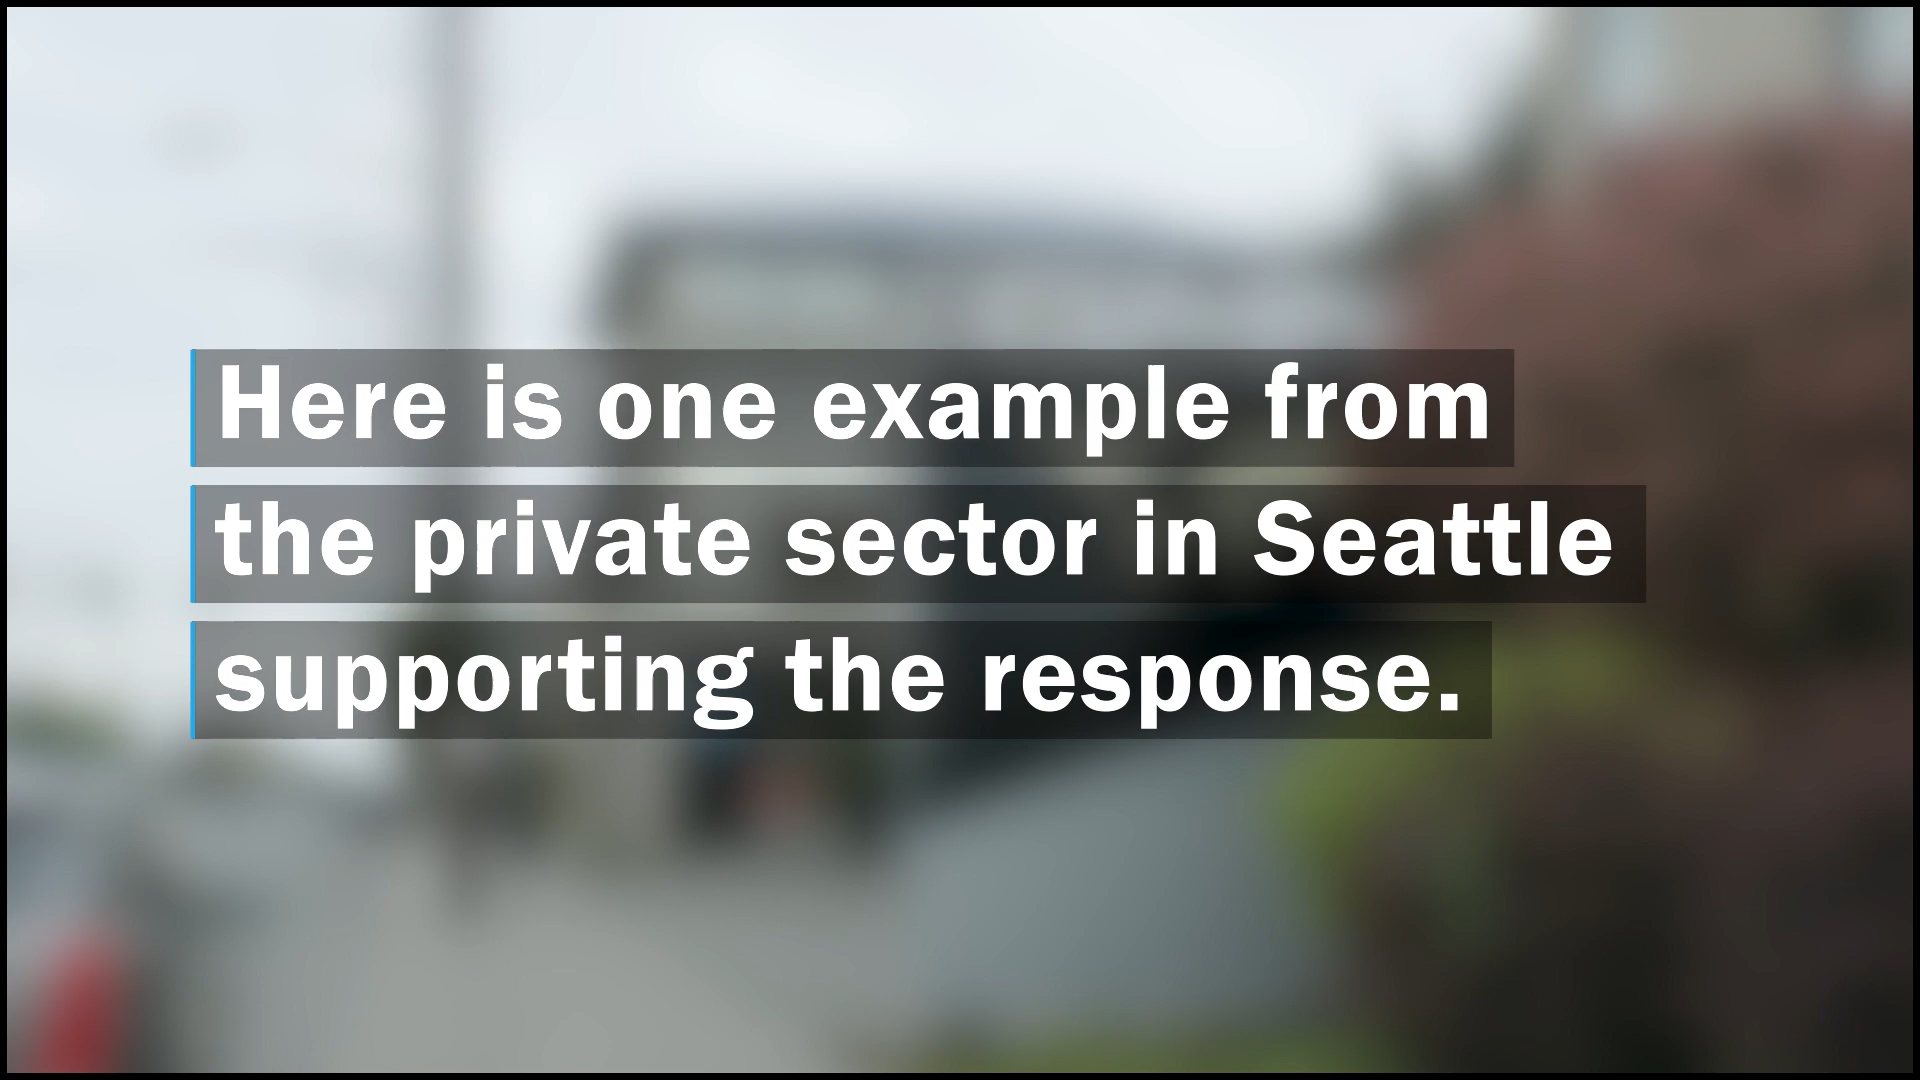 Here is one example from
the private sector in Seattle
supporting the response.